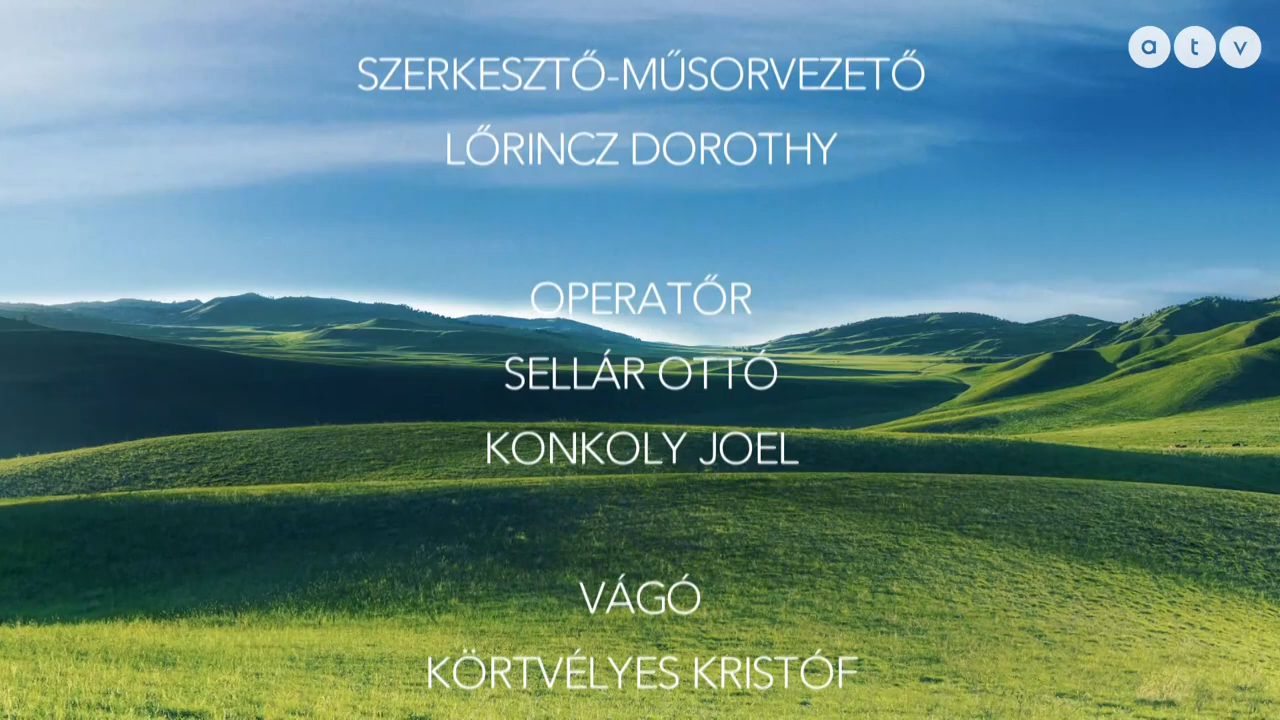 atv
SZERKESZTŐ-MŰSORVEZETŐ
LŐRINCZ DOROTHY
OPERATŐR
SELLÁR OTTÓ
KONKOLY JOEL
VÁGÓ
KÖRTVÉLYES KRISTÓF